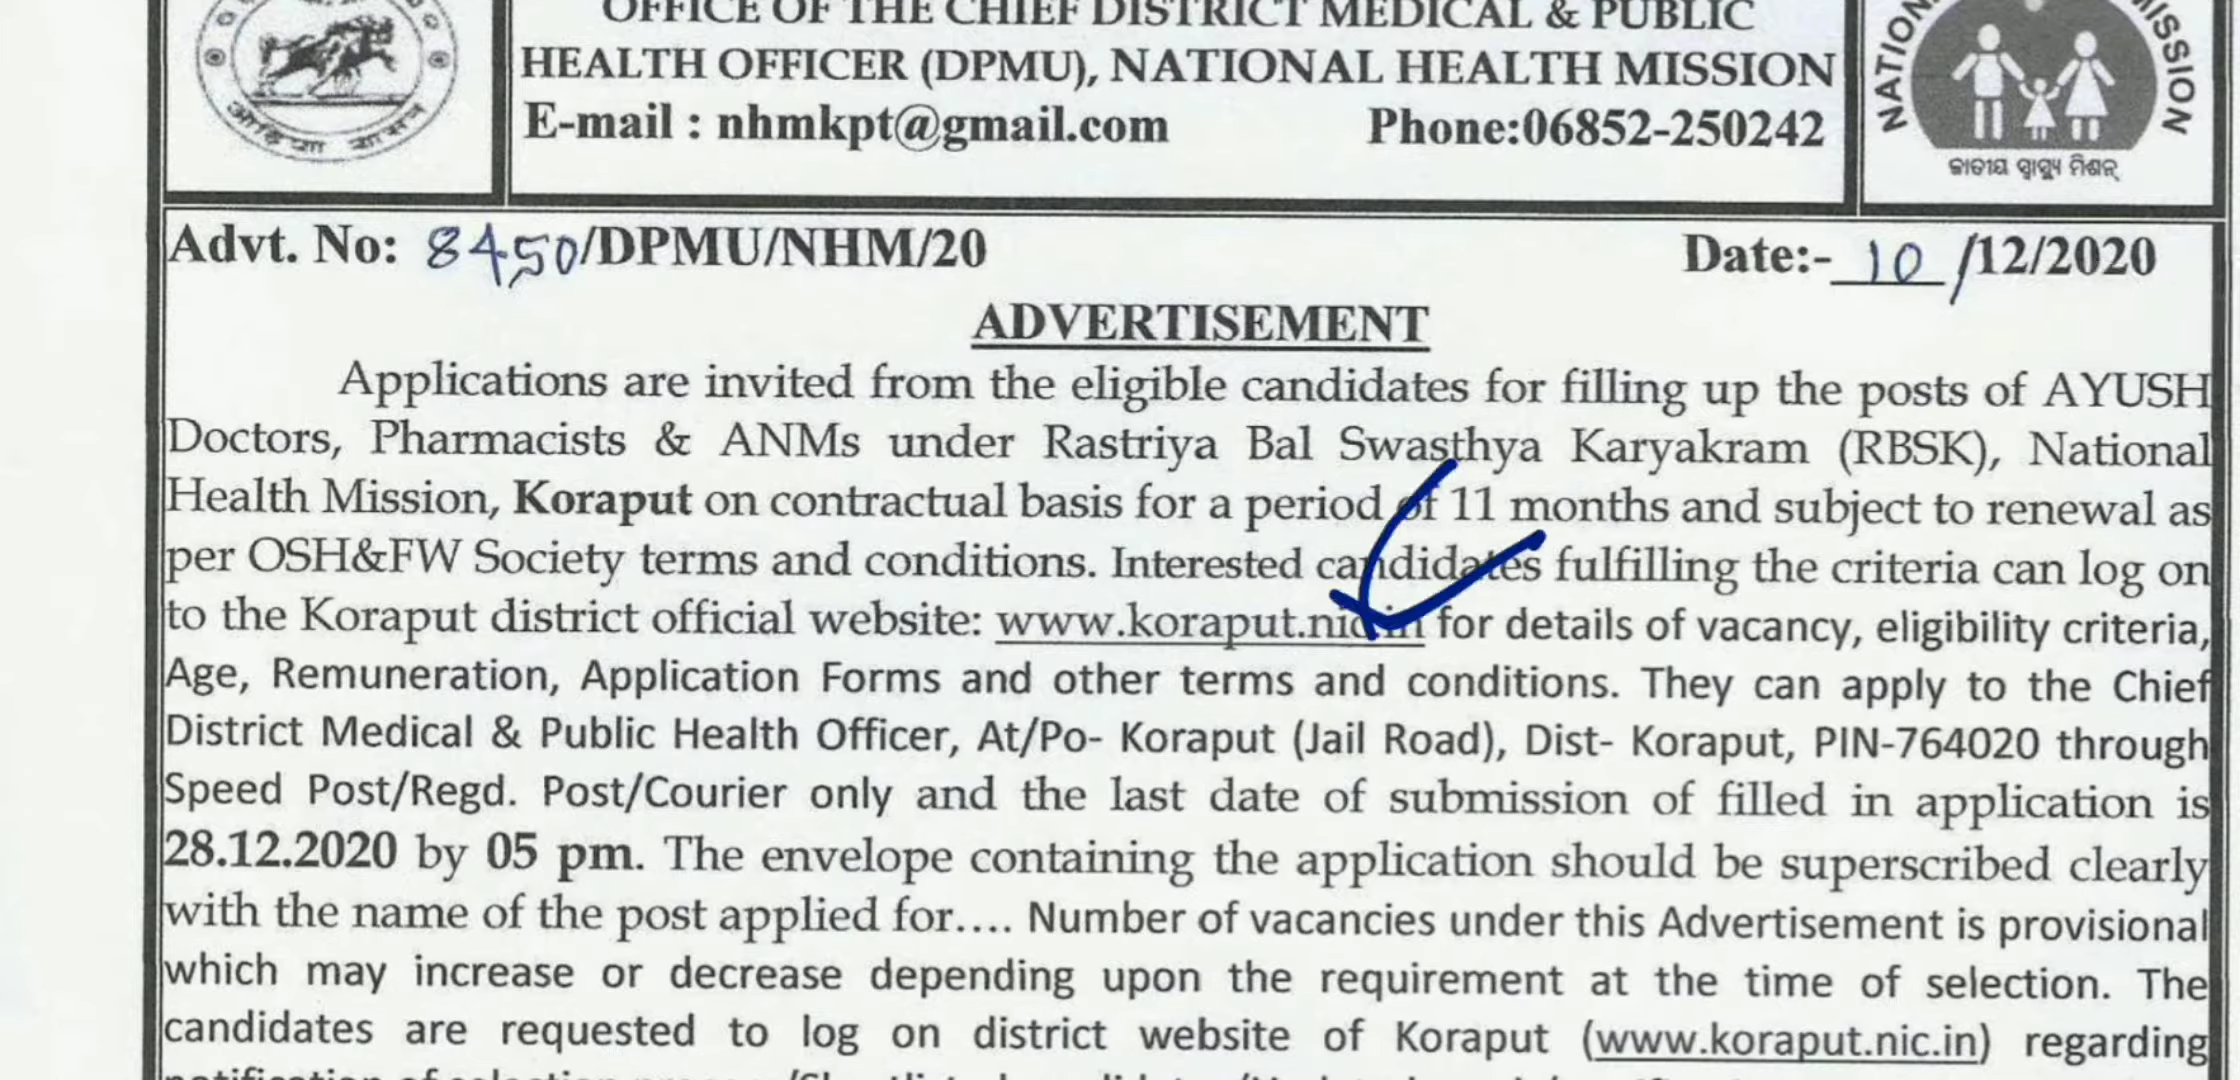 OFFICE OF THE CHIEF DISTRICT MEDICAL & PUBLIC
HEALTH OFFICER (DPMU), NATIONAL HEALTH MISSION
E-mail : nhmkpt@gmail.com Phone:06852-250242
MISSION
ଜାତୀୟ ସ୍ୱାସ୍ଥ୍ୟ ମିଶନ୍
Advt. No: 8450/DPMU/NHM/20 Date:- 10 /12/2020
ADVERTISEMENT
Applications are invited from the eligible candidates for filling up the posts of AYUSH
Doctors, Pharmacists & ANMs under Rastriya Bal Swasthya Karyakram (RBSK), National
Health Mission, Koraput on contractual basis for a period of 11 months and subject to renewal as
per OSH&FW Society terms and conditions. Interested candidates fulfilling the criteria can log on
to the Koraput district official website: www.koraput.nic.in for details of vacancy, eligibility criteria,
Age, Remuneration, Application Forms and other terms and conditions. They can apply to the Chief
District Medical & Public Health Officer, At/Po- Koraput (Jail Road), Dist- Koraput, PIN-764020 through
Speed Post/Regd. Post/Courier only and the last date of submission of filled in application is
28.12.2020 by 05 pm. The envelope containing the application should be superscribed clearly
with the name of the post applied for.... Number of vacancies under this Advertisement is provisional
which may increase or decrease depending upon the requirement at the time of selection. The
candidates are requested to log on district website of Koraput (www.koraput.nic.in) regarding